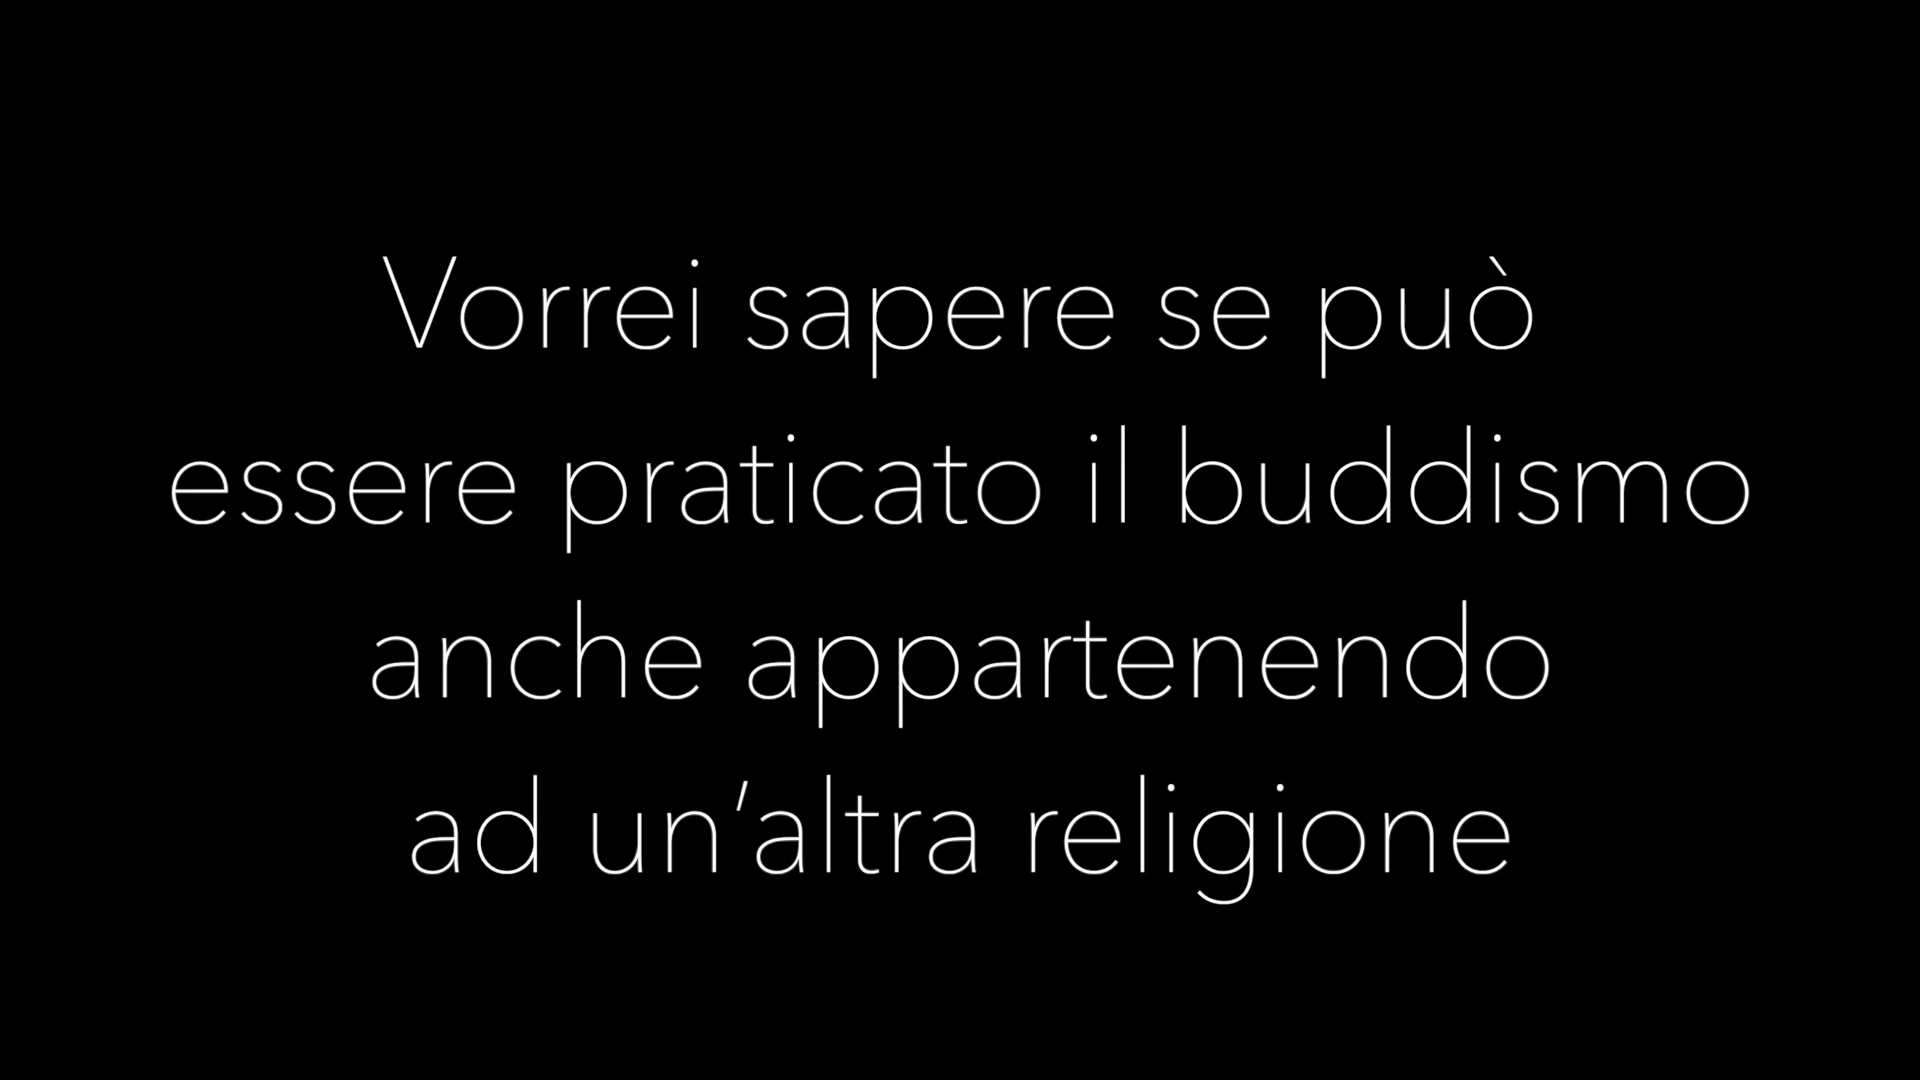 Vorrei sapere se può
essere praticato il buddismo
anche appartenendo
ad un'altra religione